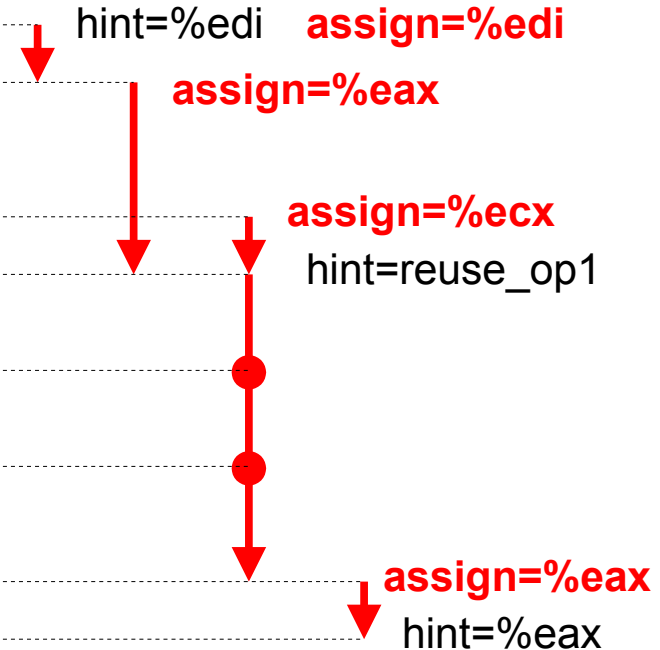 hint=%edi assign=%edi
assign=%eax
assign=%ecx
hint=reuse_op1
assign=%eax
hint=%eax